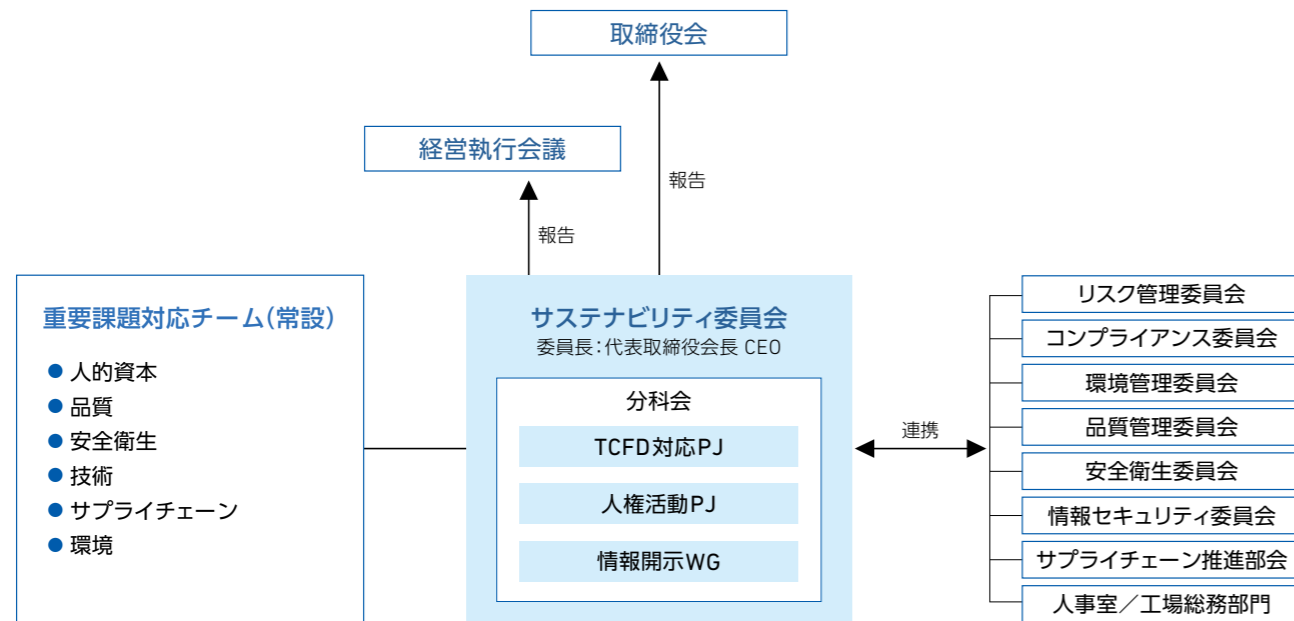 取締役会
経営執行会議
報告
報告
重要課題対応チーム(常設)
● 人的資本
● 品質
● 安全衛生
● 技術
● サプライチェーン
● 環境
サステナビリティ委員会
委員長:代表取締役会長 CEO
分科会
TCFD対応PJ
人権活動PJ
情報開示WG
連携
リスク管理委員会
コンプライアンス委員会
環境管理委員会
品質管理委員会
安全衛生委員会
情報セキュリティ委員会
サプライチェーン推進部会
人事室／工場総務部門